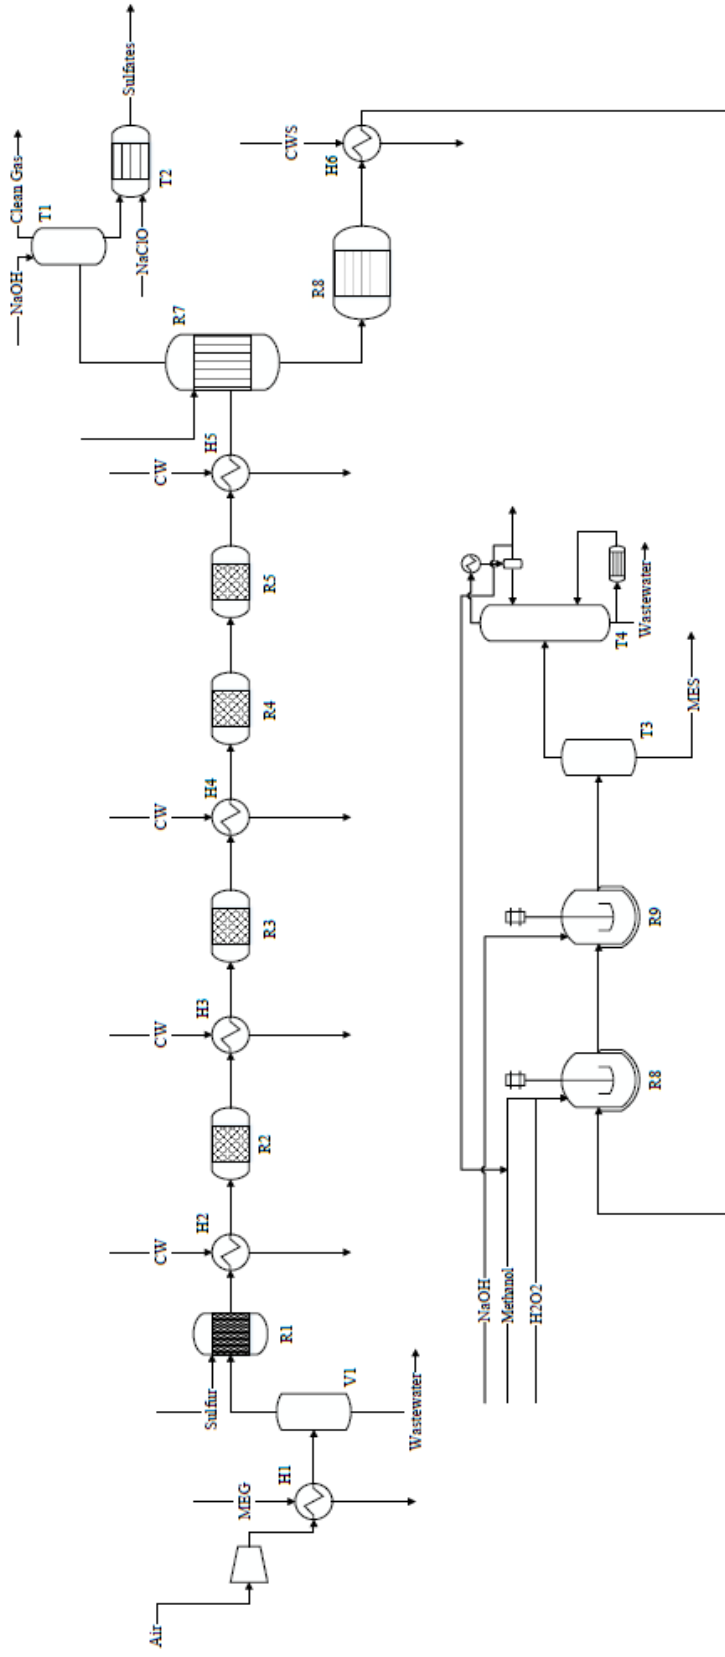 Air
MEG
H1
V1
Wastewater
Sulfur
R1
CW
H2
R2
CW
H3
R3
CW
H4
R4
R5
CW
H5
R7
NaOH
Clean Gas
T1
NaClO
T2
Sulfates
R8
CWS
H6
NaOH
Methanol
H2O2
R8
R9
T3
MES
T4
Wastewater